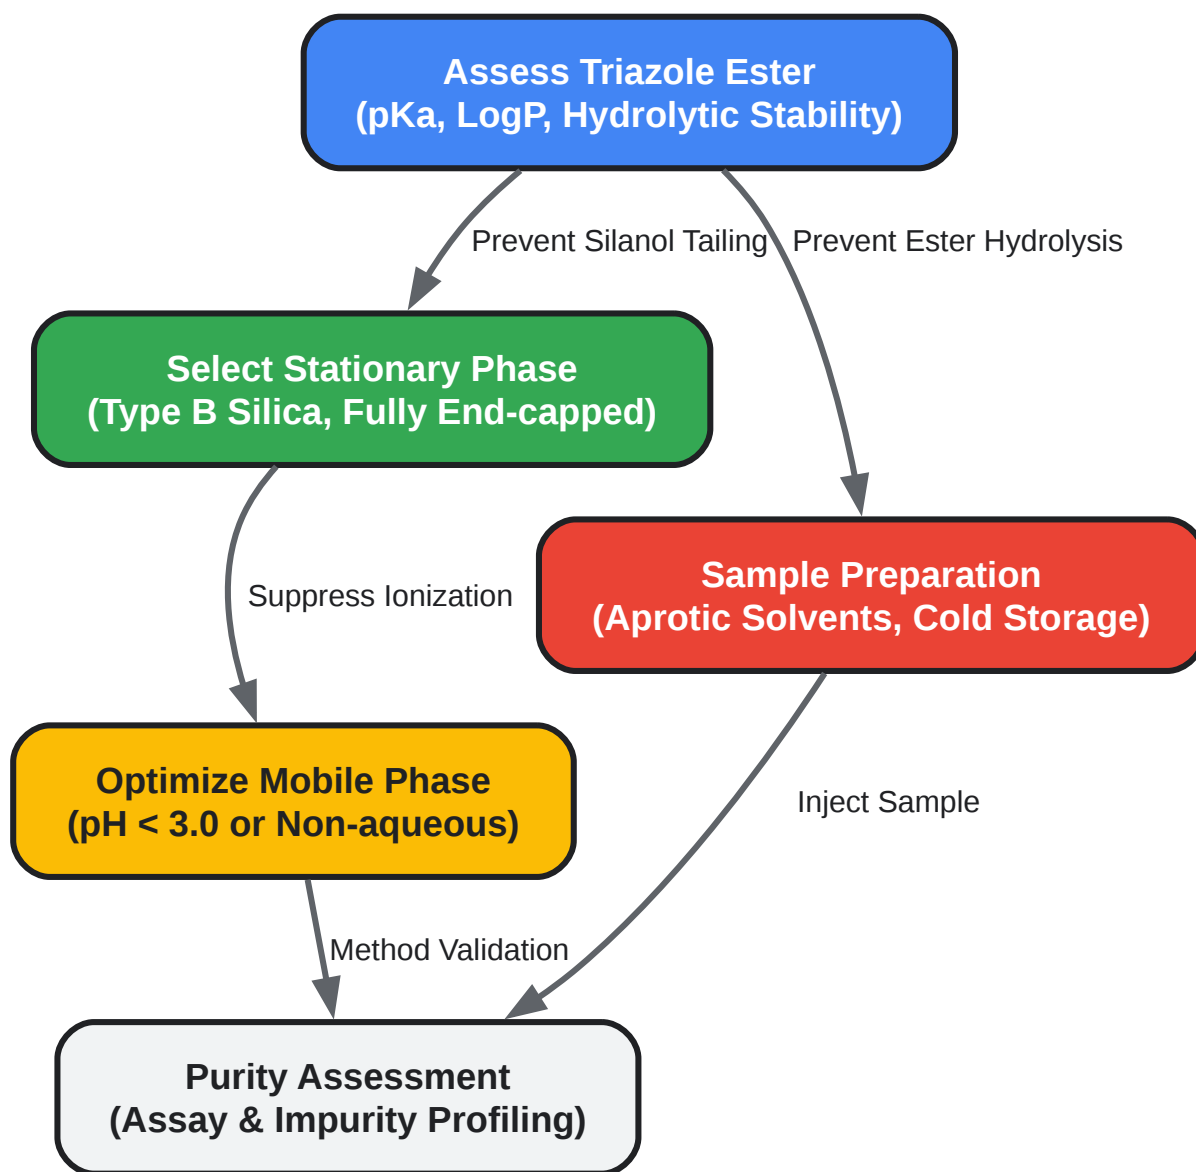 Assess Triazole Ester
(pKa, LogP, Hydrolytic Stability)
Prevent Silanol Tailing
Prevent Ester Hydrolysis
Select Stationary Phase
(Type B Silica, Fully End-capped)
Sample Preparation
(Aprotic Solvents, Cold Storage)
Suppress Ionization
Optimize Mobile Phase
(pH < 3.0 or Non-aqueous)
Inject Sample
Method Validation
Purity Assessment
(Assay & Impurity Profiling)